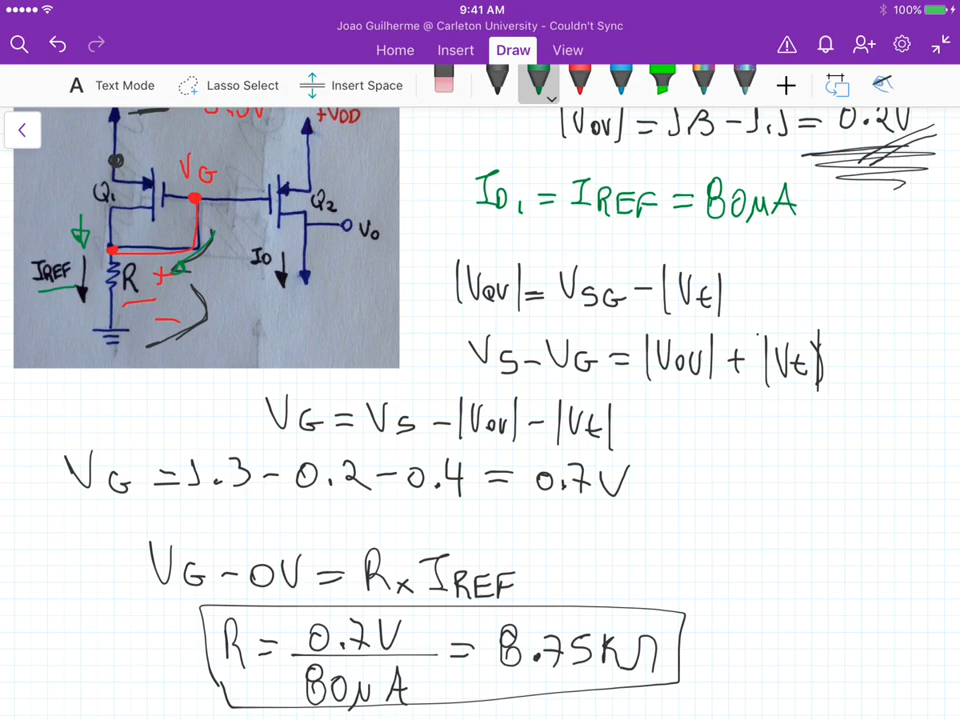 9:41 AM
100%
Joao Guilherme @ Carleton University - Couldn't Sync
Home Insert Draw View
A Text Mode Lasso Select Insert Space
+VDD
VG
Q1
Q2
Vo
IREF
R
+
Io
|Vov| = 1.3 - 1.1 = 0.2V
ID1 = IREF = 80μA
|Vov| = VSG - |Vt|
VS - VG = |Vov| + |Vt|
VG = VS - |Vov| - |Vt|
VG = 1.3 - 0.2 - 0.4 = 0.7V
VG - 0V = R x IREF
R = 0.7V / 80μA = 8.75KΩ